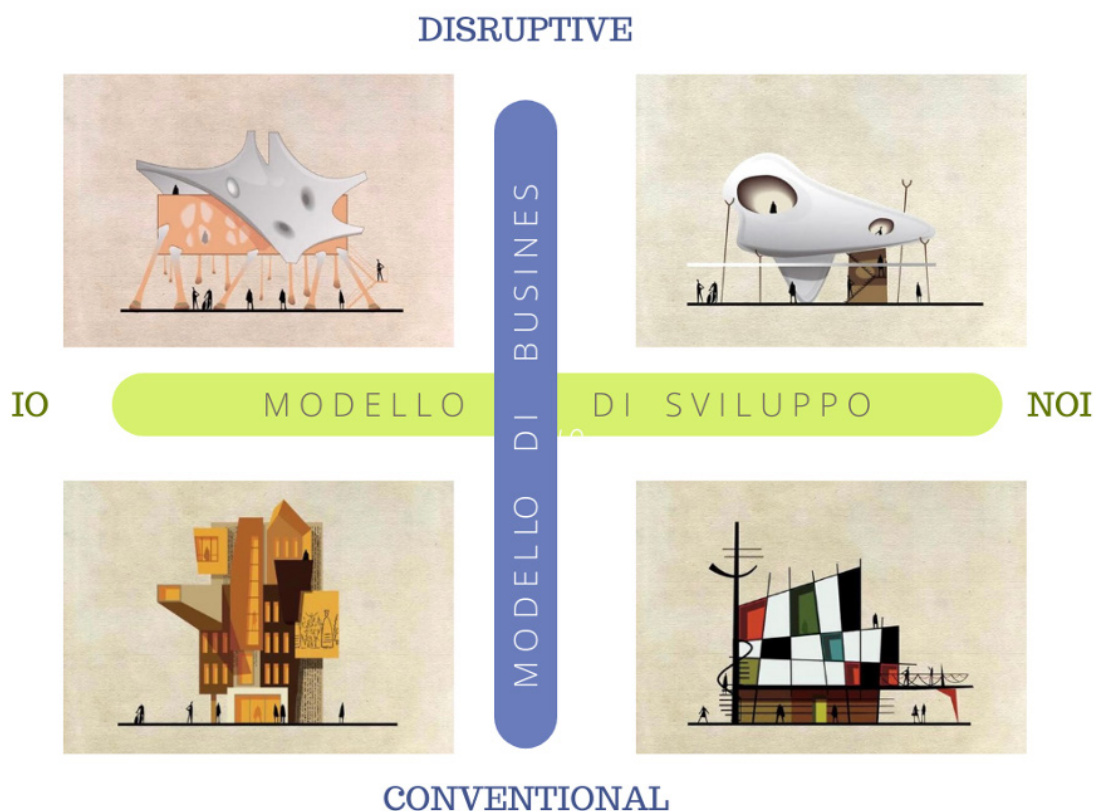 DISRUPTIVE
IO
MODELLO DI SVILUPPO
NOI
MODELLO DI BUSINES
CONVENTIONAL